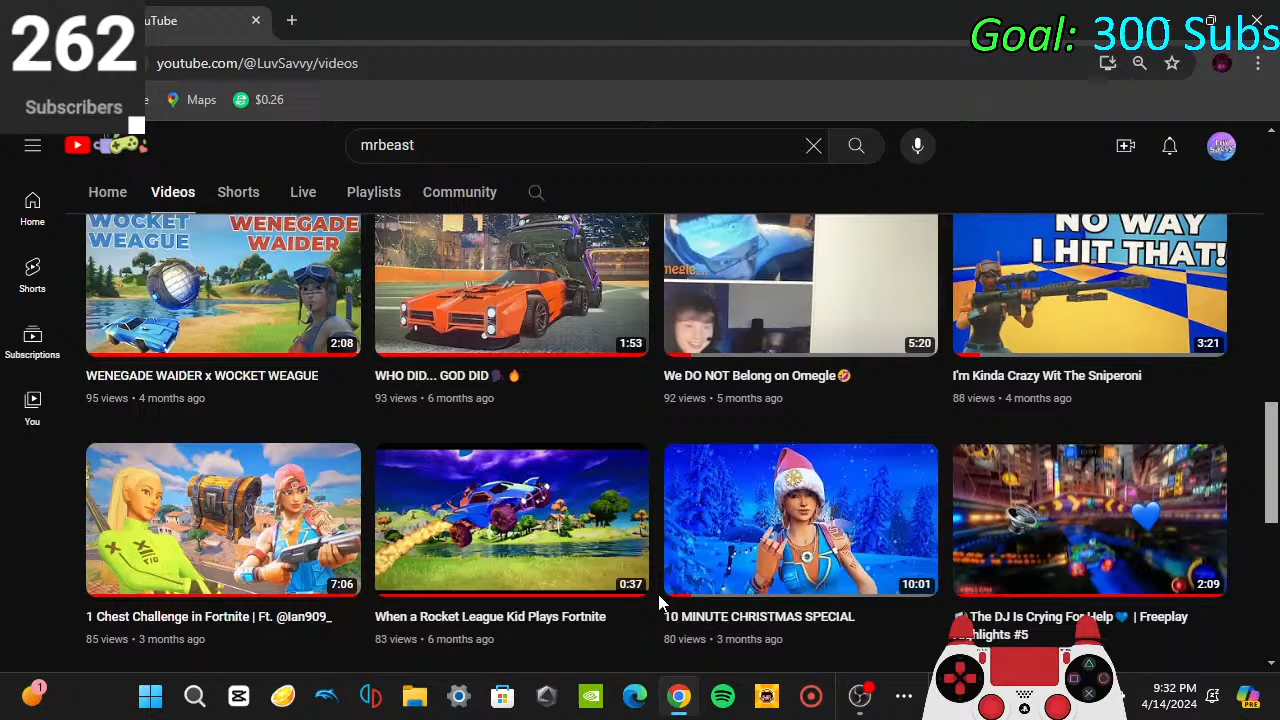 262
Subscribers
uTube
Goal: 300 Subs
youtube.com/@LuvSavvy/videos
Maps
$0.26
mrbeast
Home
Videos
Shorts
Live
Playlists
Community
Home
Shorts
Subscriptions
You
WOCKET
WEAGUE
WENEGADE
WAIDER
2:08
WENEGADE WAIDER x WOCKET WEAGUE
95 views • 4 months ago
1:53
WHO DID... GOD DID
93 views • 6 months ago
megle...
5:20
We DO NOT Belong on Omegle🤣
92 views • 5 months ago
NO WAY
I HIT THAT!
3:21
I'm Kinda Crazy Wit The Sniperoni
88 views • 4 months ago
7:06
1 Chest Challenge in Fortnite | Ft. @Ian909_
85 views • 3 months ago
0:37
When a Rocket League Kid Plays Fortnite
83 views • 6 months ago
10:01
10 MINUTE CHRISTMAS SPECIAL
80 views • 3 months ago
2:09
The DJ Is Crying For Help💙 | Freeplay
Highlights #5
1
9:32 PM
4/14/2024
PRE